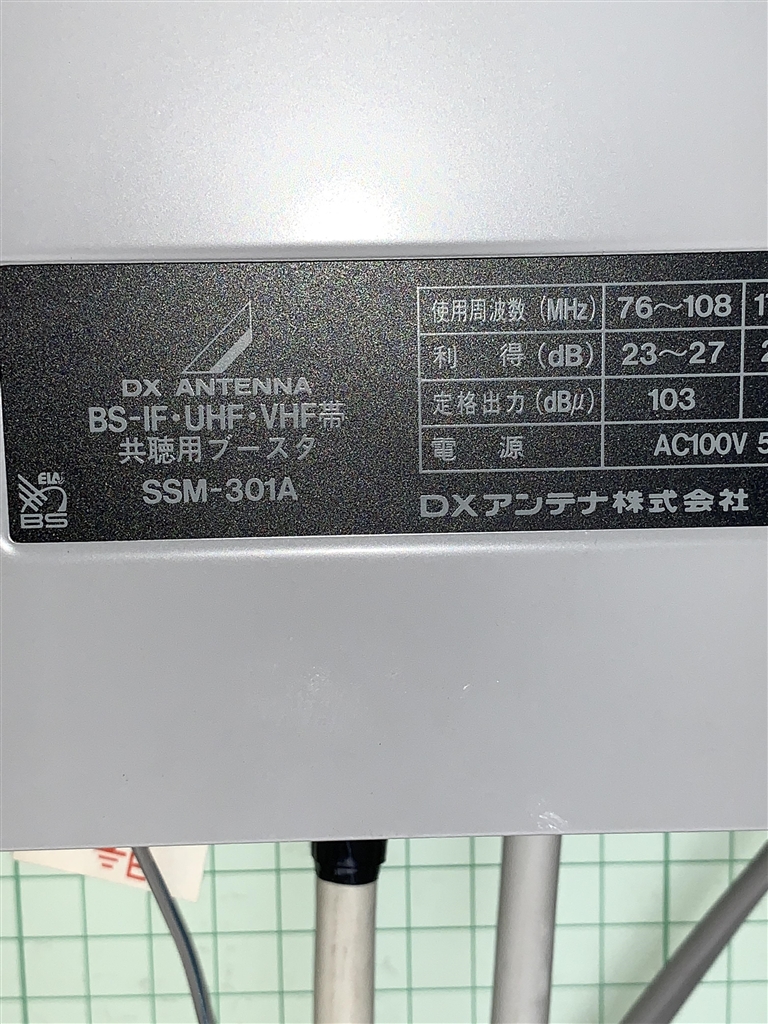 DX ANTENNA
BS-IF・UHF・VHF帯
共聴用ブースタ
SSM-301A
EIA
BS
使用周波数(MHz) 76〜108
利 得(dB) 23〜27
定格出力(dBμ) 103
電 源 AC100V 5
DXアンテナ株式会社